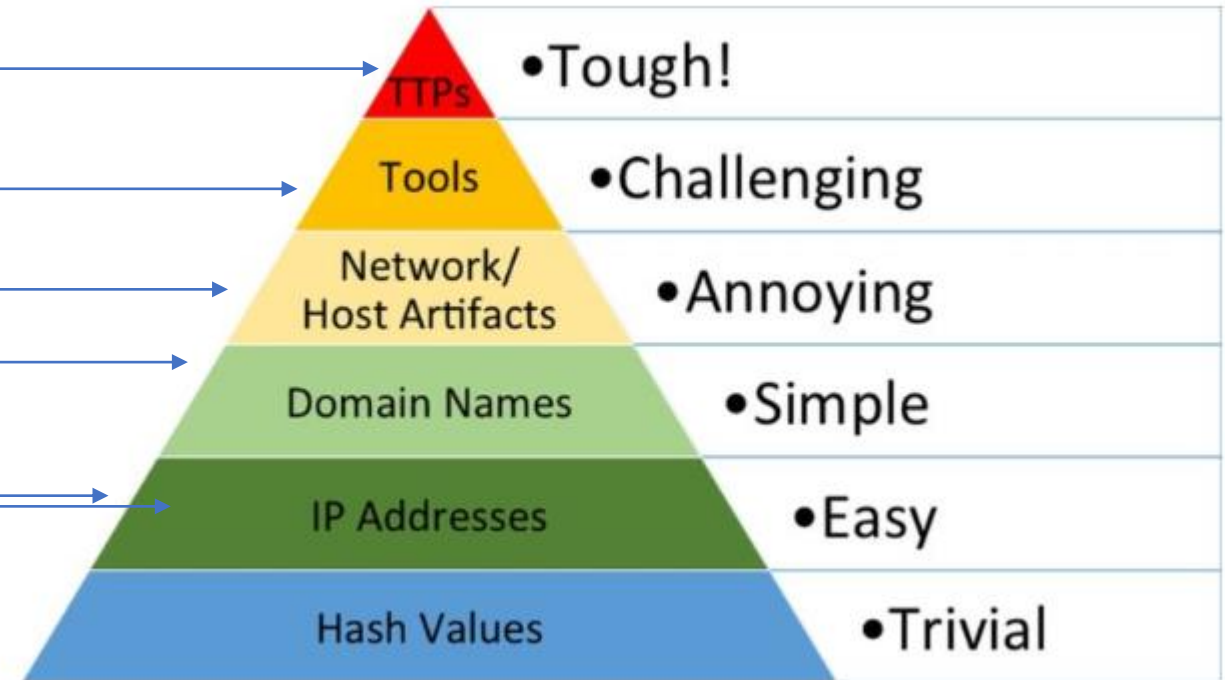 TTPs
•Tough!
Tools
•Challenging
Network/
Host Artifacts
•Annoying
Domain Names
•Simple
IP Addresses
•Easy
Hash Values
•Trivial